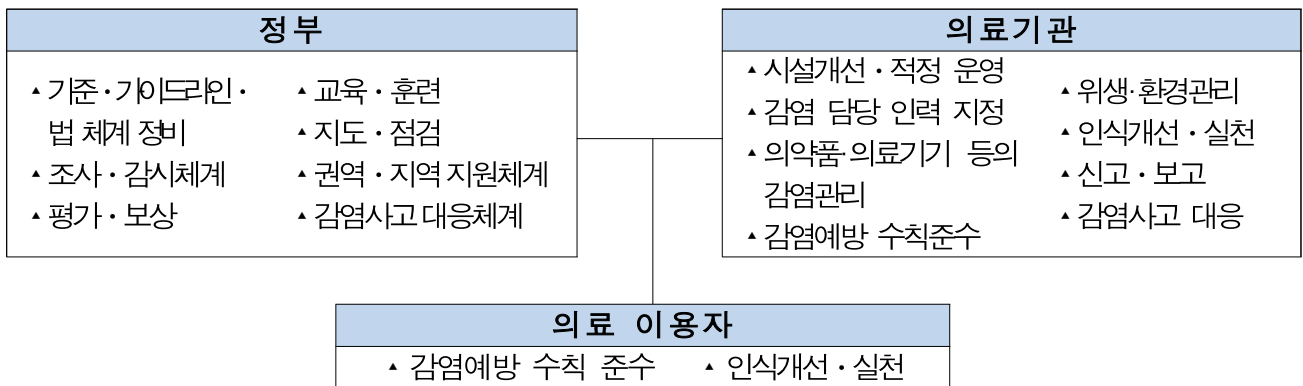 정부
▴ 기준・가이드라인・
법 체계 정비
▴ 조사・감시체계
▴ 평가・보상
▴ 교육・훈련
▴ 지도・점검
▴ 권역・지역 지원체계
▴ 감염사고 대응체계
의료기관
▴ 시설개선・적정 운영
▴ 감염 담당 인력 지정
▴ 의약품·의료기기 등의
감염관리
▴ 감염예방 수칙준수
▴ 위생·환경관리
▴ 인식개선・실천
▴ 신고・보고
▴ 감염사고 대응
의료 이용자
▴ 감염예방 수칙 준수 ▴ 인식개선・실천